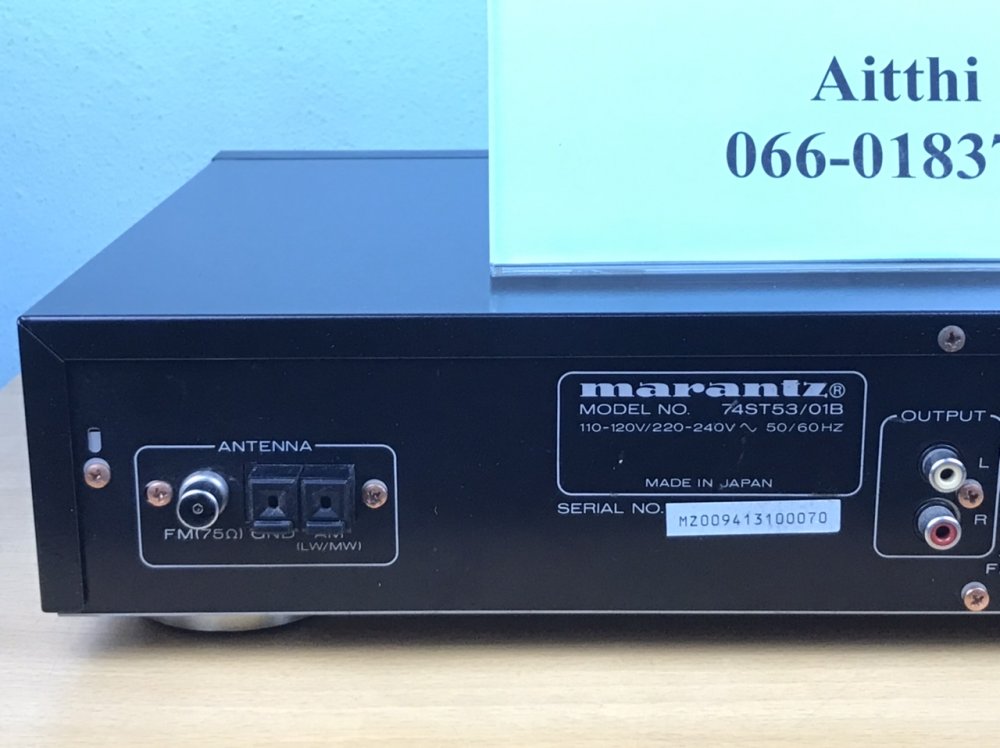 Aitthi
066-01837
marantz®
MODEL NO. 74ST53/01B
110-120V/220-240V ~ 50/60HZ
MADE IN JAPAN
SERIAL NO.
MZ009413100070
ANTENNA
FM(75Ω) GND AM
(LW/MW)
OUTPUT
L
R
F